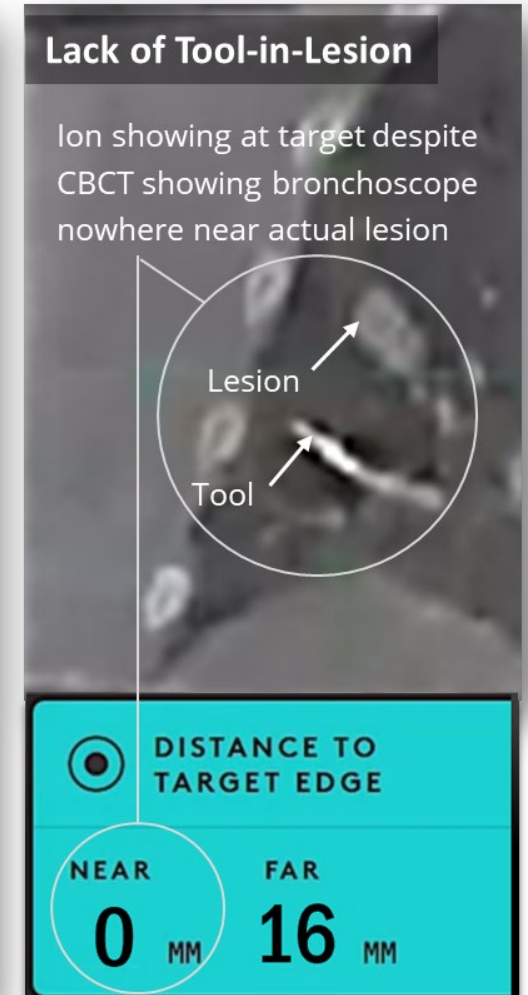 Lack of Tool-in-Lesion
Ion showing at target despite
CBCT showing bronchoscope
nowhere near actual lesion
Lesion
Tool
DISTANCE TO
TARGET EDGE
NEAR FAR
0 MM 16 MM